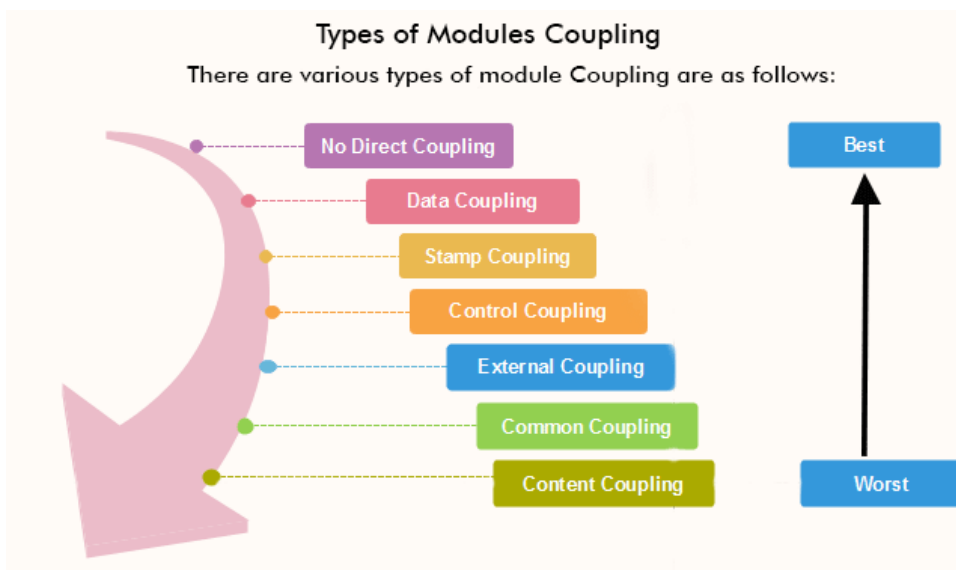 Types of Modules Coupling
There are various types of module Coupling are as follows:
No Direct Coupling
Best
Data Coupling
Stamp Coupling
Control Coupling
External Coupling
Common Coupling
Content Coupling
Worst